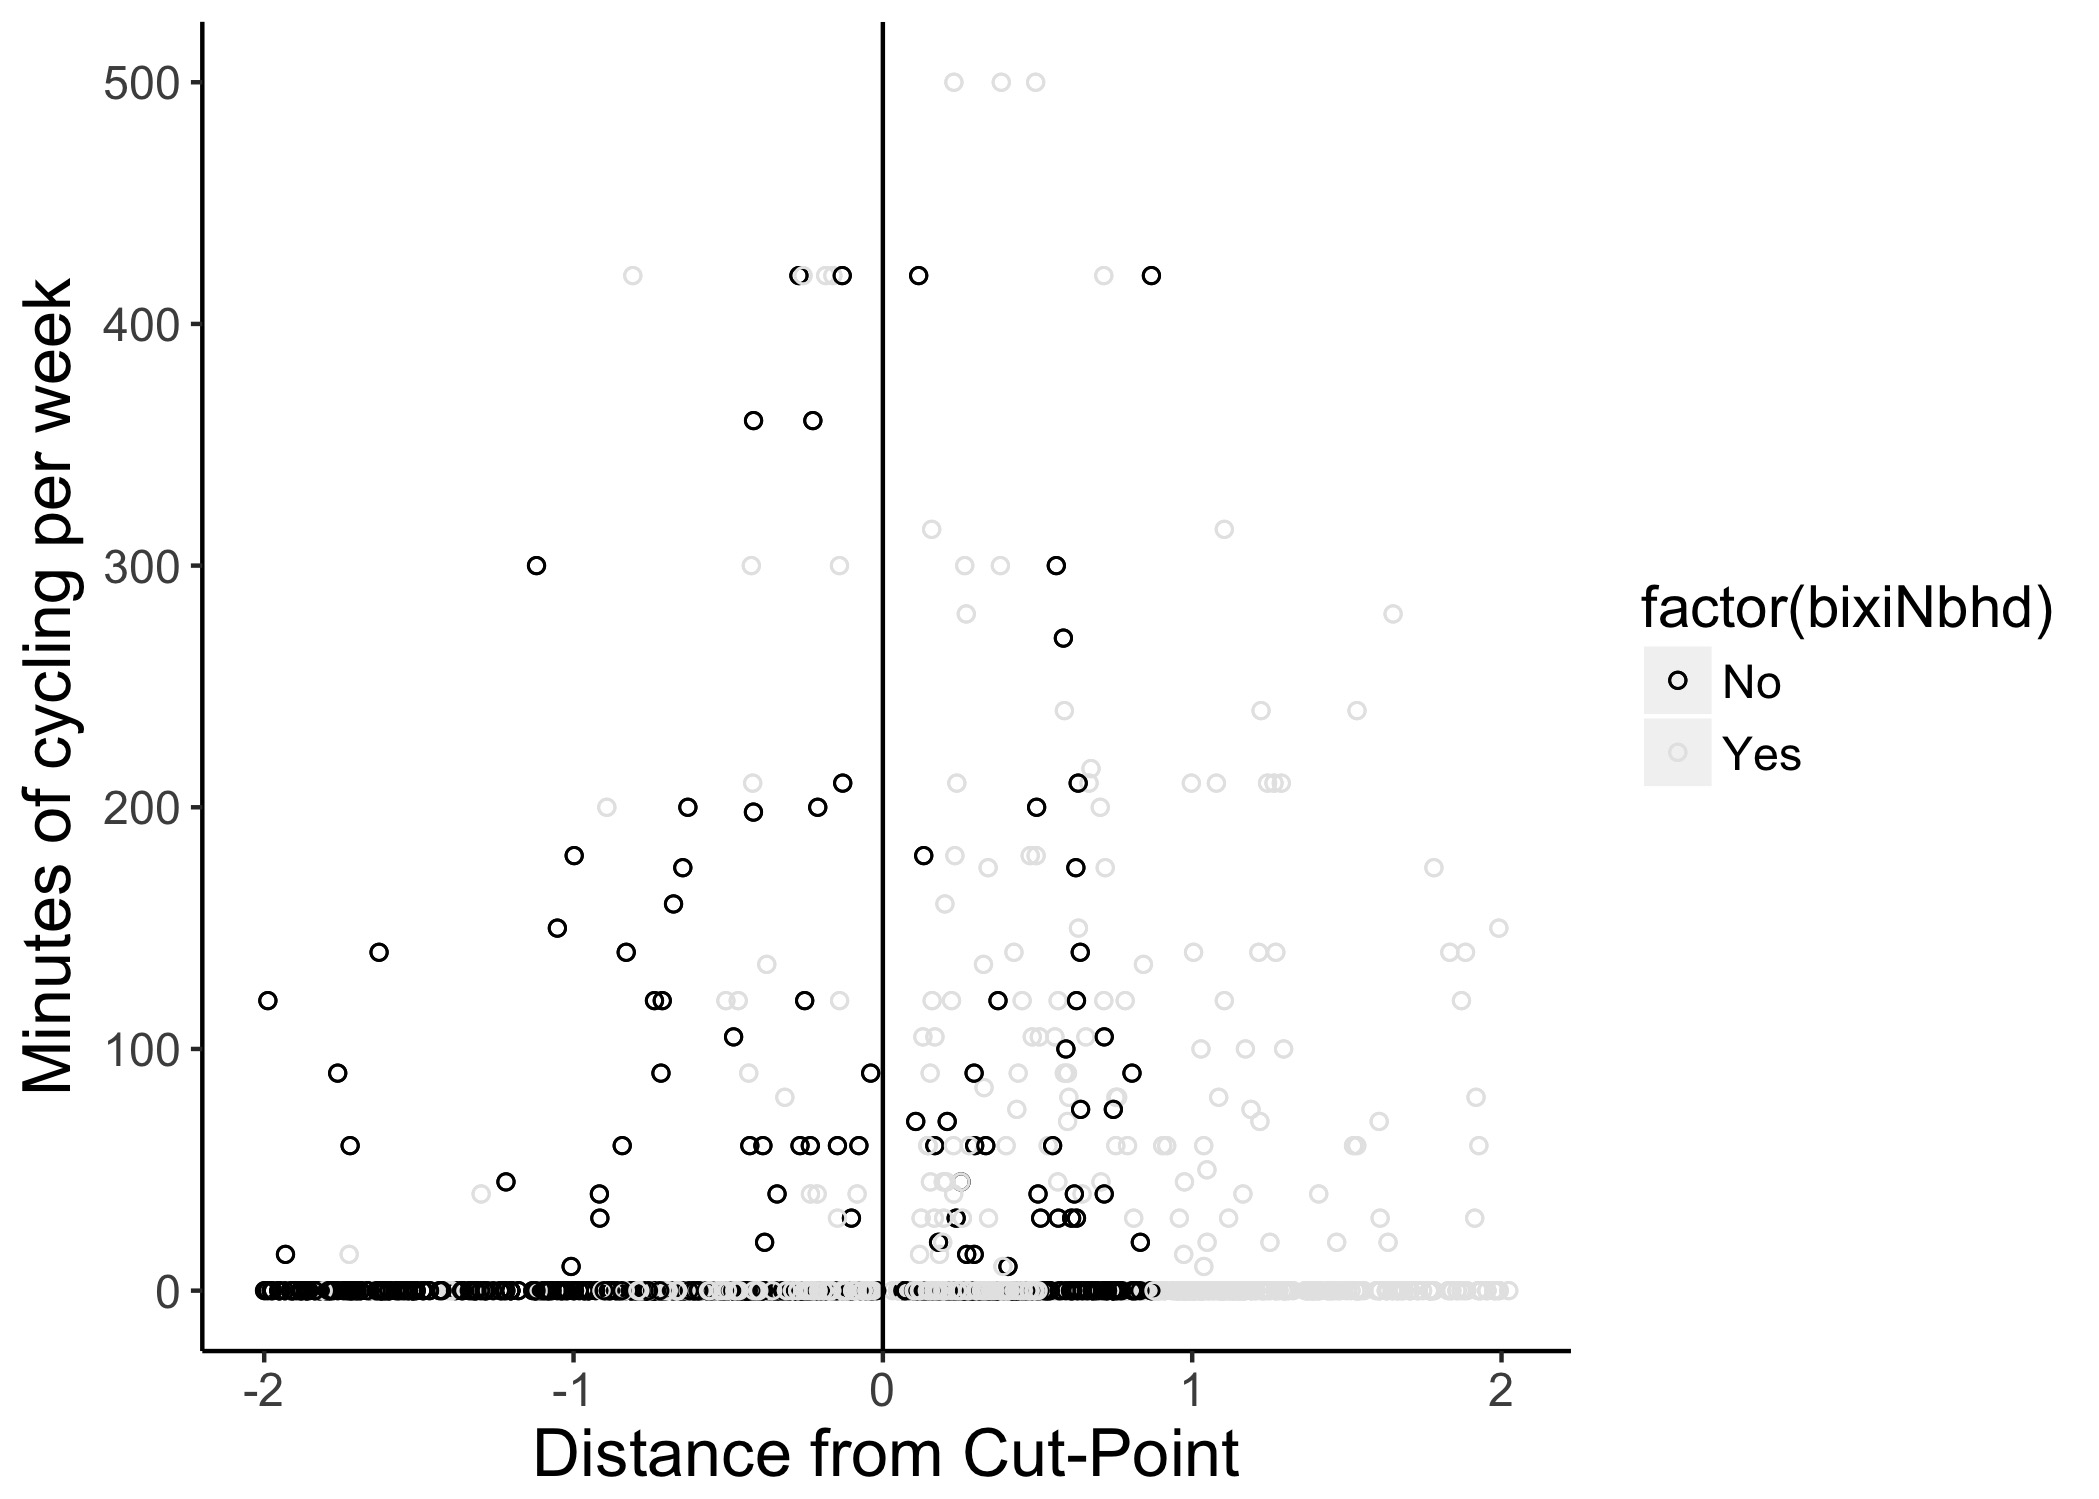 Minutes of cycling per week
500
400
300
200
100
0
-2 -1 0 1 2
Distance from Cut-Point
factor(bixiNbhd)
No
Yes